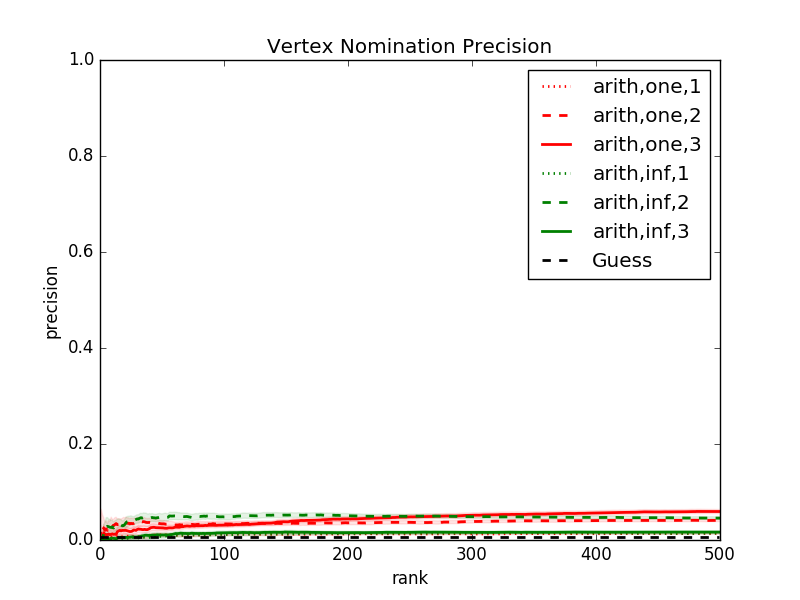 Vertex Nomination Precision
1.0
0.8
0.6
0.4
0.2
0.0
precision
arith,one,1
arith,one,2
arith,one,3
arith,inf,1
arith,inf,2
arith,inf,3
Guess
0 100 200 300 400 500
rank